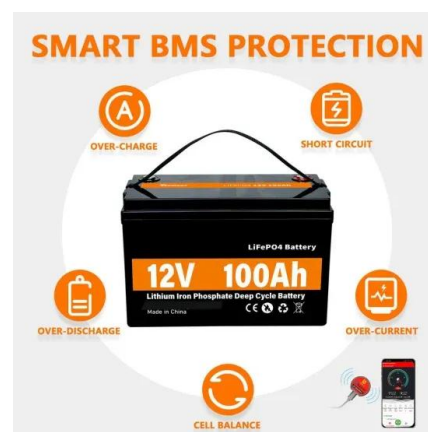 SMART BMS PROTECTION
A
OVER-CHARGE
SHORT CIRCUIT
LiFePO4 Battery
12V 100Ah
Lithium Iron Phosphate Deep Cycle Battery
Made in China
CE
OVER-DISCHARGE
OVER-CURRENT
CELL BALANCE